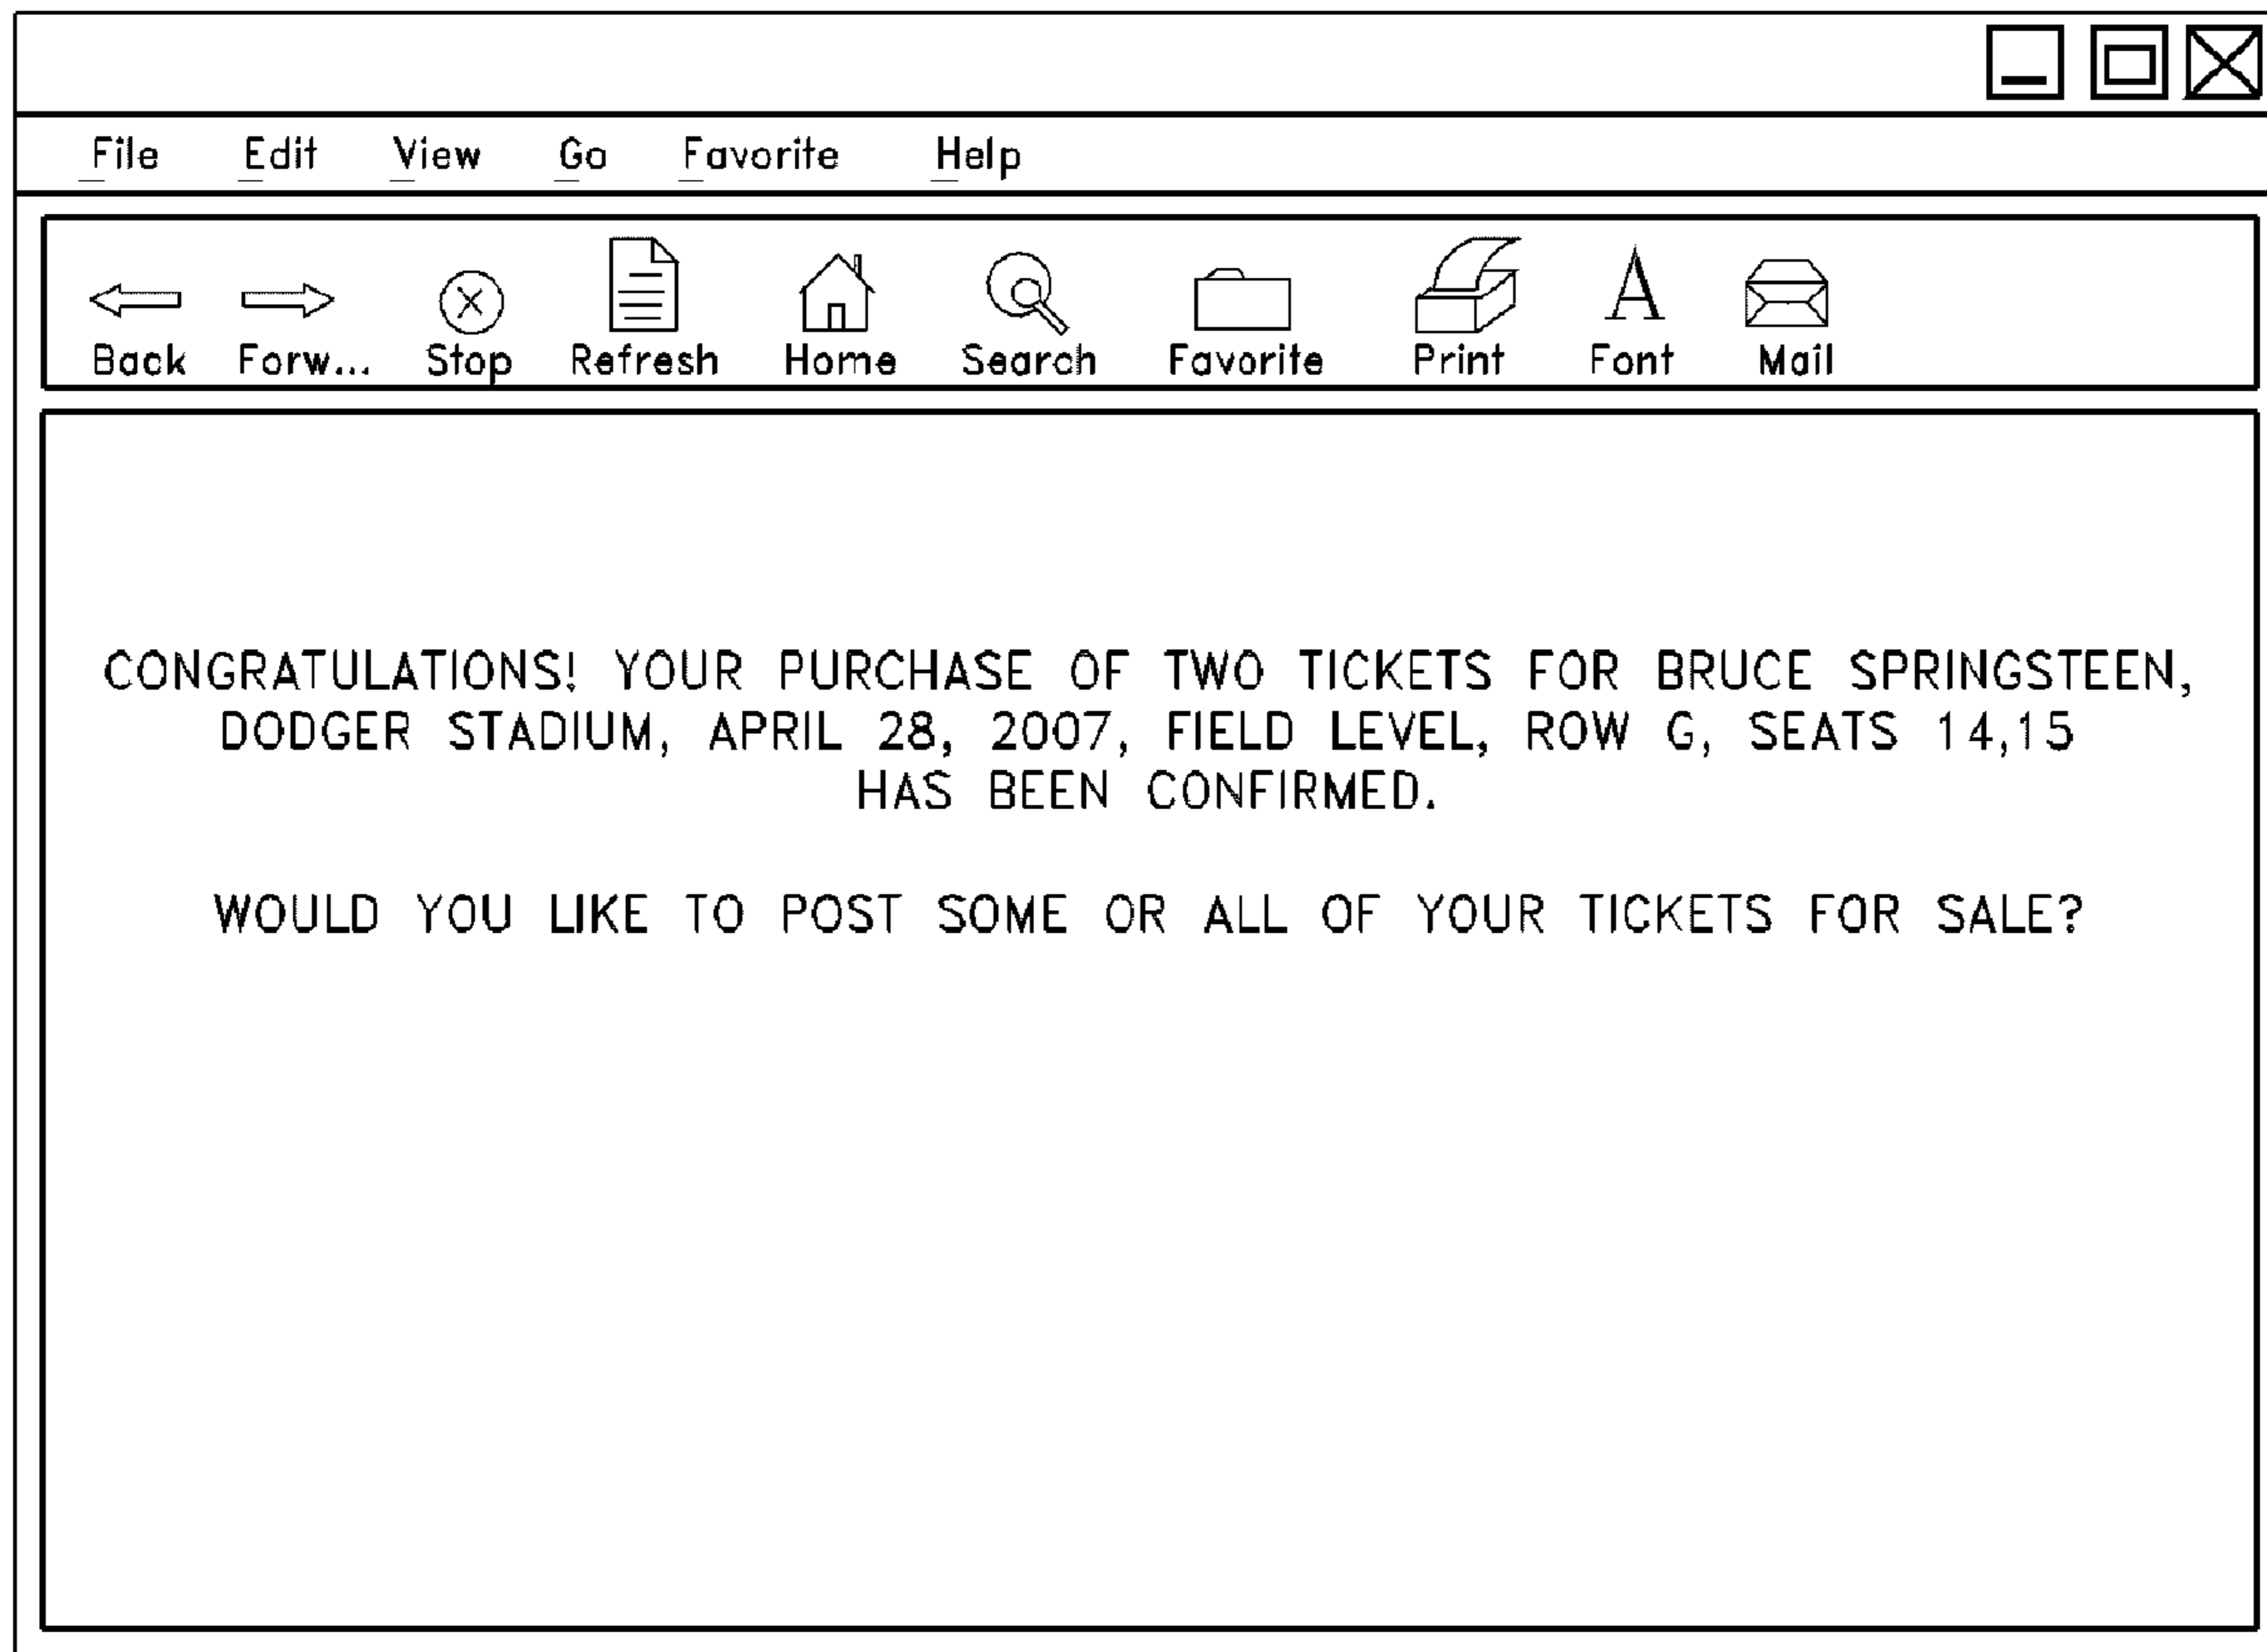 File Edit View Go Favorite Help
Back Forw... Stop Refresh Home Search Favorite Print Font Mail
CONGRATULATIONS! YOUR PURCHASE OF TWO TICKETS FOR BRUCE SPRINGSTEEN,
DODGER STADIUM, APRIL 28, 2007, FIELD LEVEL, ROW G, SEATS 14,15
HAS BEEN CONFIRMED.
WOULD YOU LIKE TO POST SOME OR ALL OF YOUR TICKETS FOR SALE?